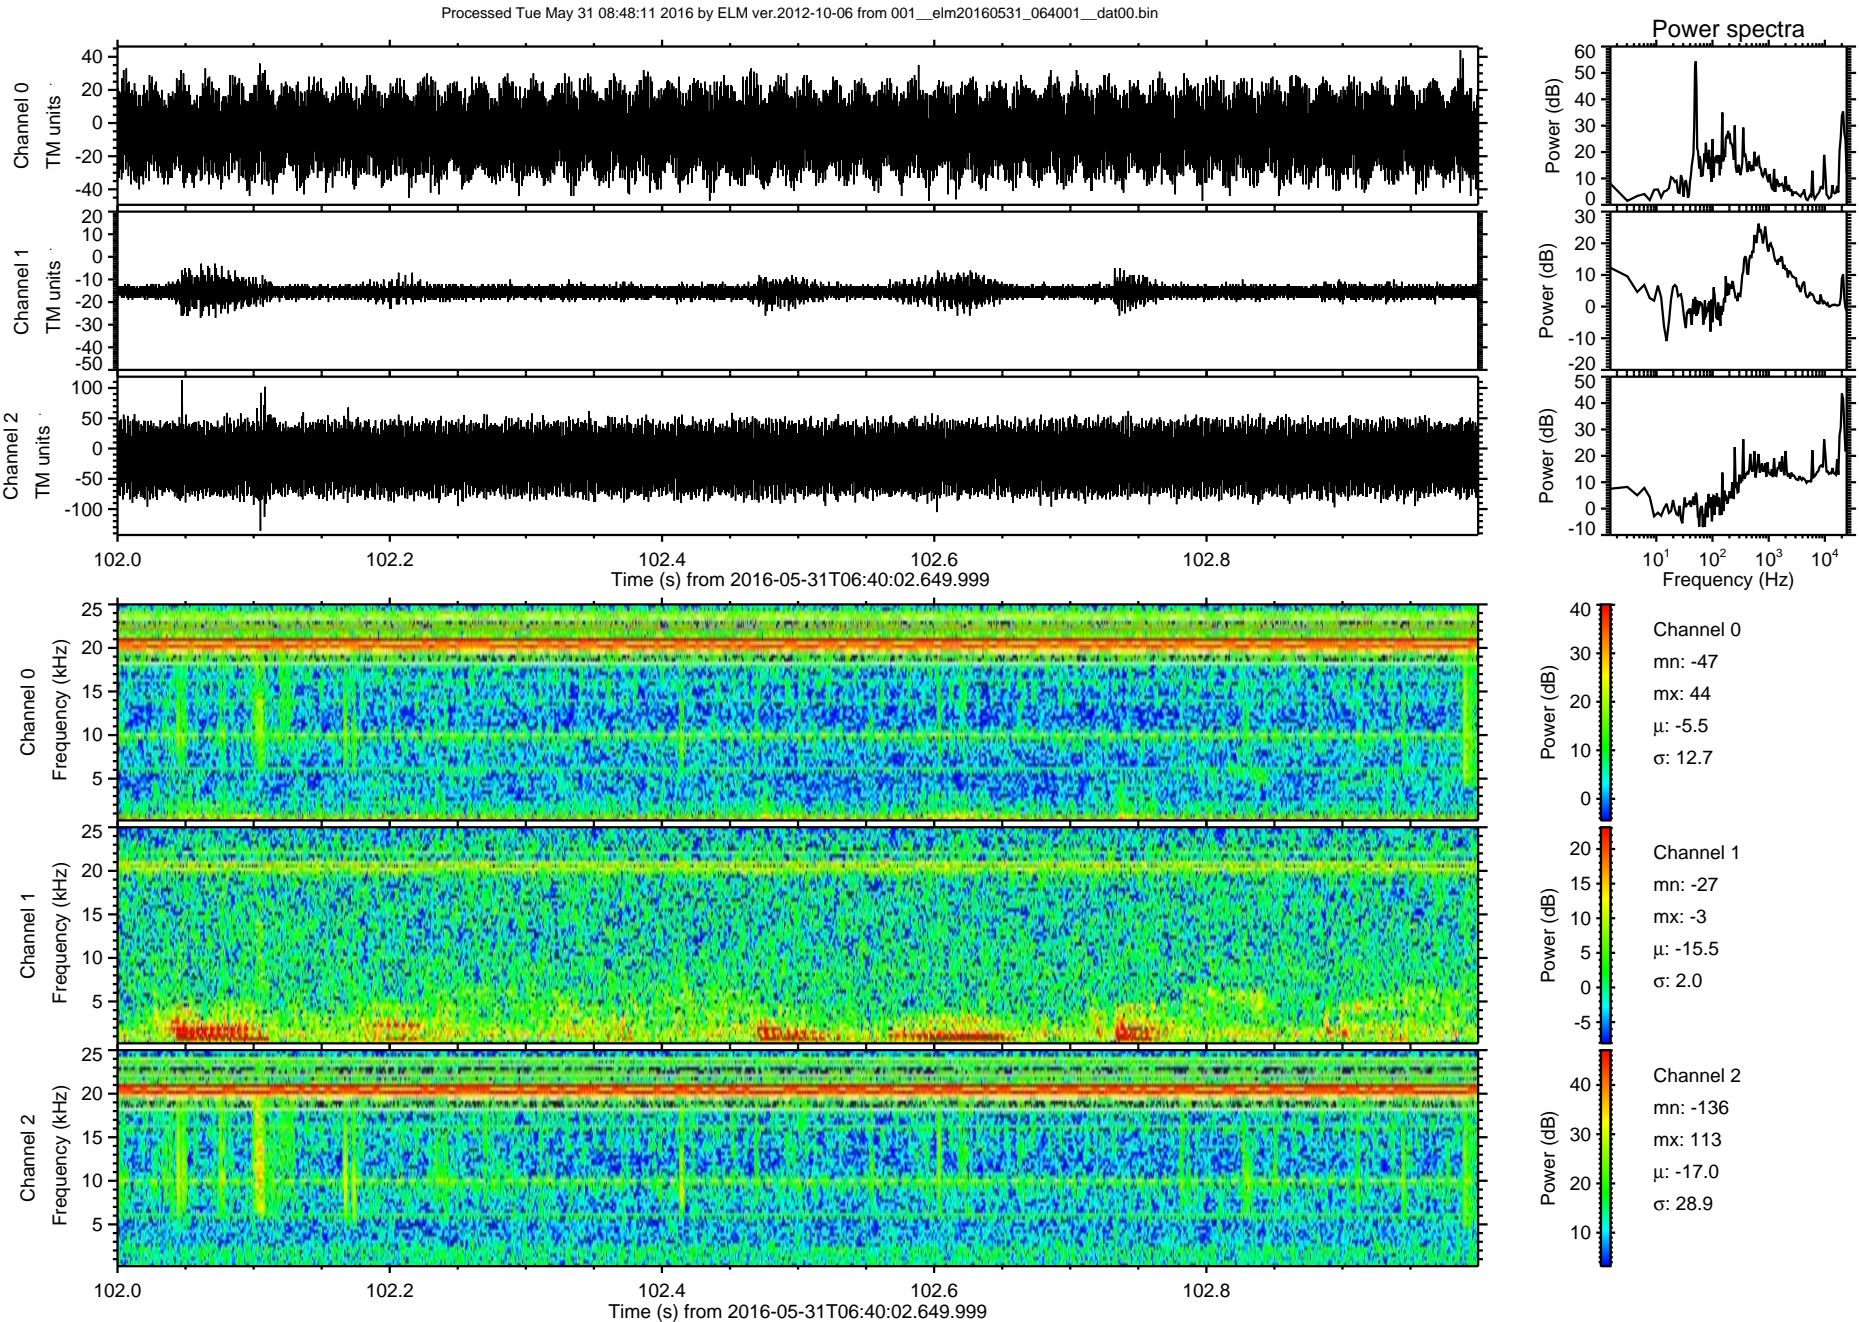 Processed Tue May 31 08:48:11 2016 by ELM ver.2012-10-06 from 001__elm20160531_064001__dat00.bin
Power spectra
Channel 0
TM units
40
20
0
-20
-40
Power (dB)
60
50
40
30
20
10
0
Channel 1
TM units
20
10
0
-10
-20
-30
-40
-50
Power (dB)
30
20
10
0
-10
-20
Channel 2
TM units
100
50
0
-50
-100
Power (dB)
50
40
30
20
10
0
-10
102.0 102.2 102.4 102.6 102.8
Time (s) from 2016-05-31T06:40:02.649.999
10^1 10^2 10^3 10^4
Frequency (Hz)
Channel 0
Frequency (kHz)
25
20
15
10
5
Power (dB)
40
30
20
10
0
Channel 0
mn: -47
mx: 44
μ: -5.5
σ: 12.7
Channel 1
Frequency (kHz)
25
20
15
10
5
Power (dB)
20
15
10
5
0
-5
Channel 1
mn: -27
mx: -3
μ: -15.5
σ: 2.0
Channel 2
Frequency (kHz)
25
20
15
10
5
Power (dB)
40
30
20
10
Channel 2
mn: -136
mx: 113
μ: -17.0
σ: 28.9
102.0 102.2 102.4 102.6 102.8
Time (s) from 2016-05-31T06:40:02.649.999